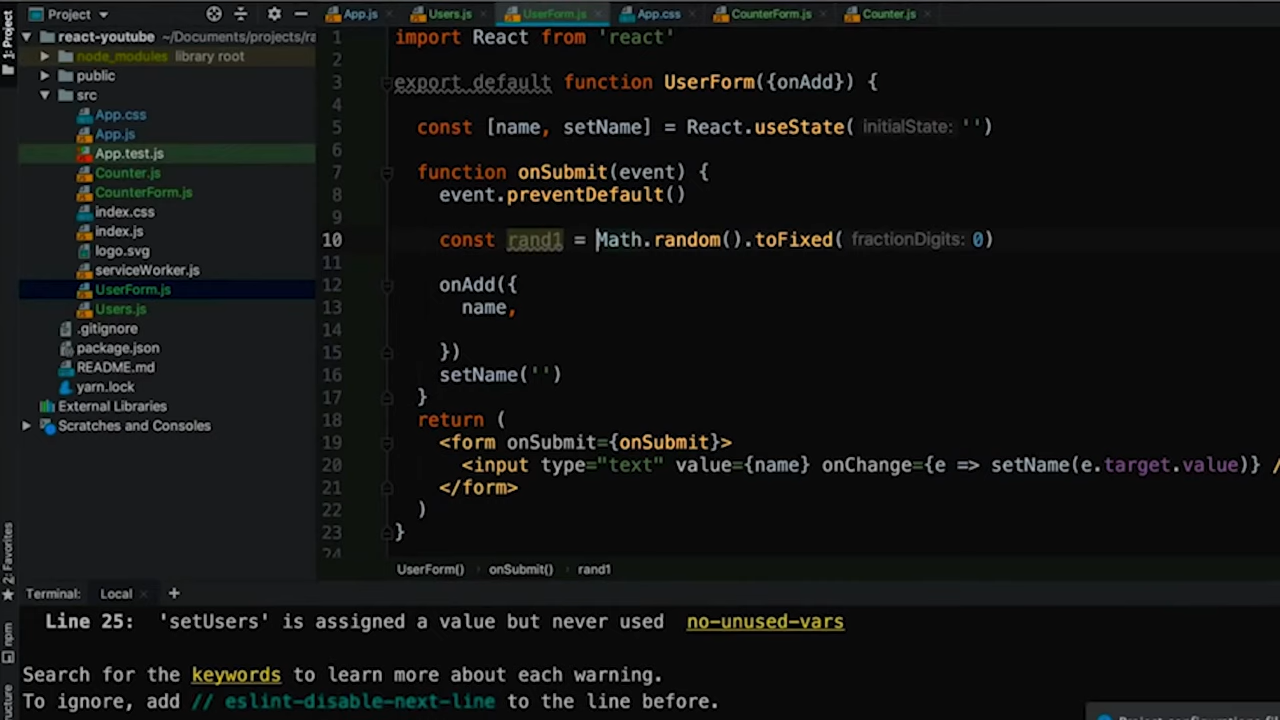 Project
App.js
Users.js
UserForm.js
App.css
CounterForm.js
Counter.js
1: Project
react-youtube ~/Documents/projects/ra
node_modules library root
public
src
App.css
App.js
App.test.js
Counter.js
CounterForm.js
index.css
index.js
logo.svg
serviceWorker.js
UserForm.js
Users.js
.gitignore
package.json
README.md
yarn.lock
External Libraries
Scratches and Consoles
1 import React from 'react'
2
3 export default function UserForm({onAdd}) {
4
5 const [name, setName] = React.useState( initialState: '')
6
7 function onSubmit(event) {
8 event.preventDefault()
9
10 const rand1 = Math.random().toFixed( fractionDigits: 0)
11
12 onAdd({
13 name,
14
15 })
16 setName('')
17 }
18 return (
19 <form onSubmit={onSubmit}>
20 <input type="text" value={name} onChange={e => setName(e.target.value)} /
21 </form>
22 )
23 }
24
UserForm() onSubmit() rand1
2: Favorites
npm
Terminal: Local +
Line 25: 'setUsers' is assigned a value but never used no-unused-vars
Search for the keywords to learn more about each warning.
To ignore, add // eslint-disable-next-line to the line before.